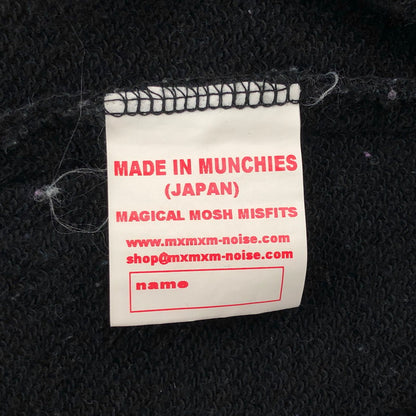 MADE IN MUNCHIES
(JAPAN)
MAGICAL MOSH MISFITS
www.mxmxm-noise.com
shop@mxmxm-noise.com
name